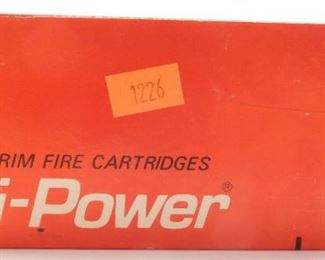 1226
RIM FIRE CARTRIDGES
i-Power®